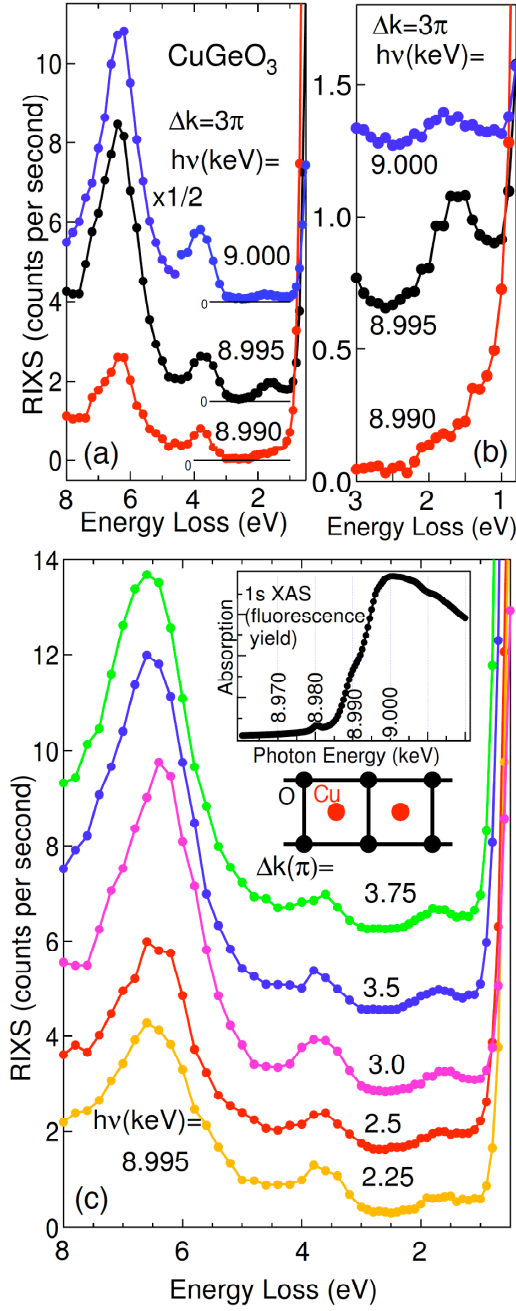 10
8
6
4
2
0
RIXS (counts per second)
CuGeO3
Δk=3π
hν(keV)=
x1/2
9.000
0
8.995
0
8.990
0
(a)
8 6 4 2
Energy Loss (eV)
Δk=3π
hν(keV)=
1.5
1.0
0.5
0.0
9.000
8.995
8.990
(b)
3 2 1
Energy Loss (eV)
14
12
10
8
6
4
2
0
RIXS (counts per second)
1s XAS
(fluorescence
yield)
Absorption
8.970
8.980
8.990
9.000
Photon Energy (keV)
O
Cu
Δk(π)=
3.75
3.5
3.0
2.5
2.25
hν(keV)=
8.995
(c)
8 6 4 2
Energy Loss (eV)